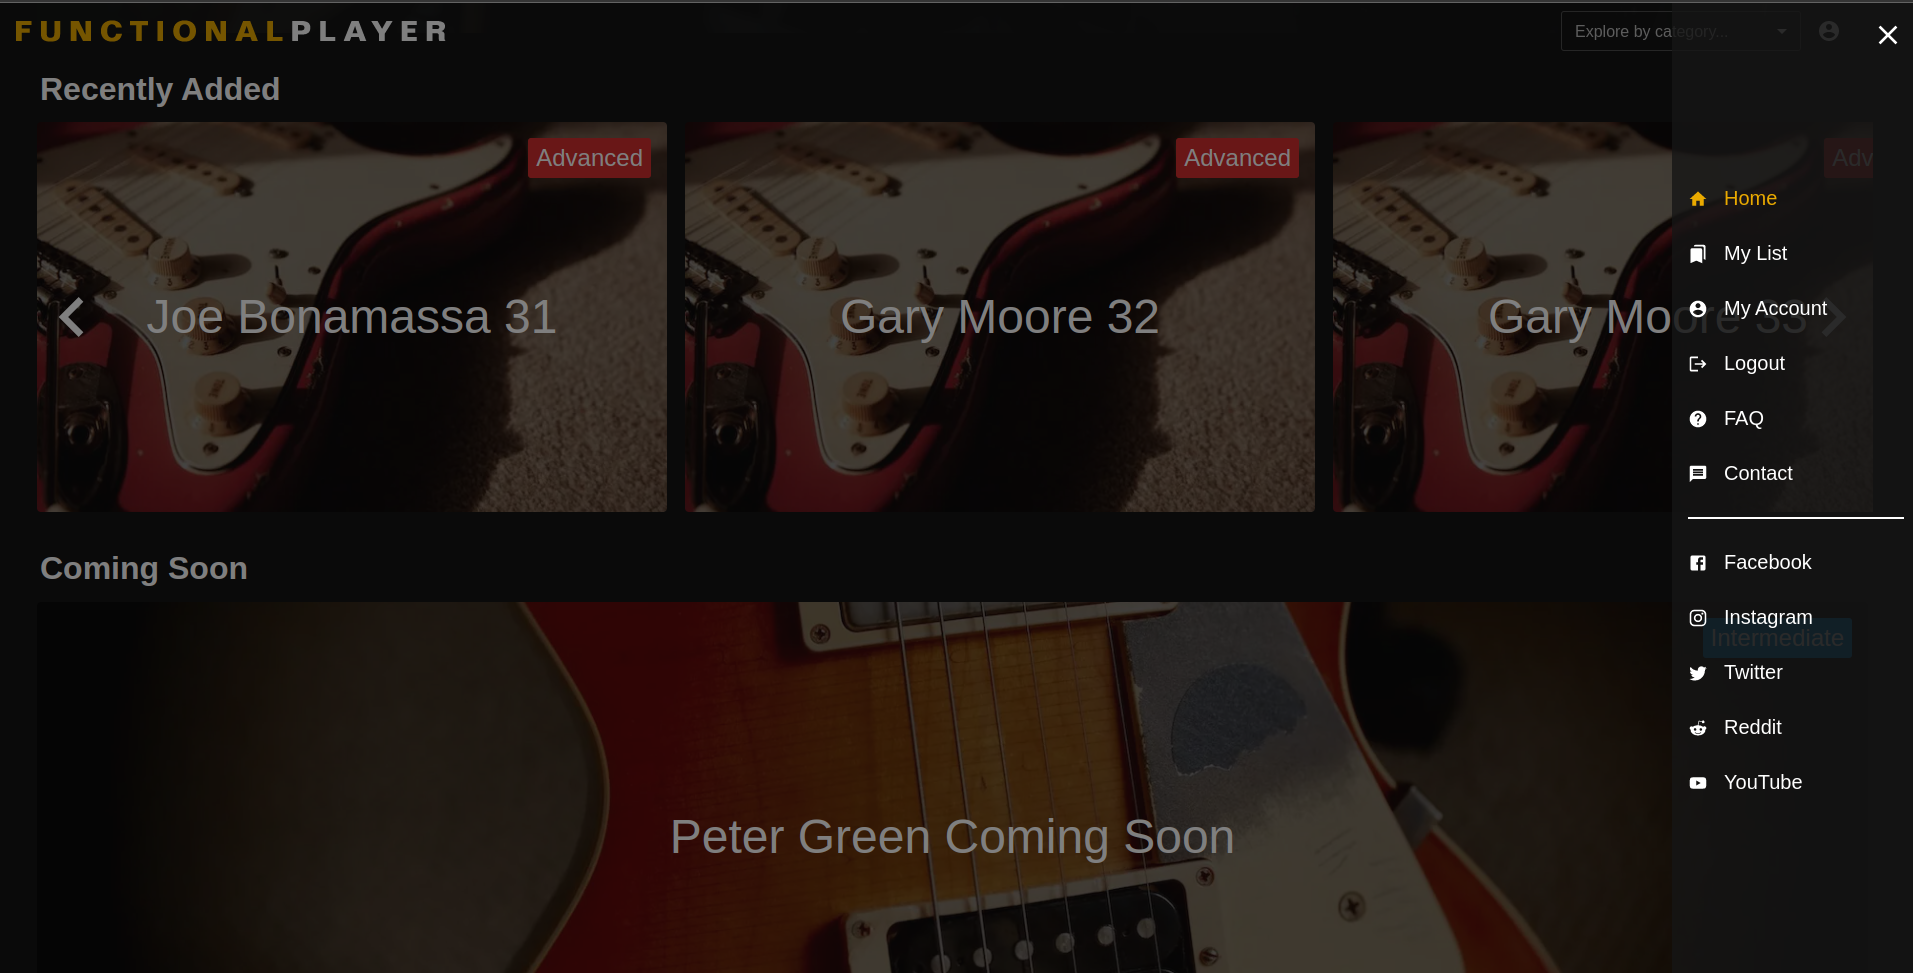 FUNCTIONALPLAYER
Explore by category...
Recently Added
Advanced
Joe Bonamassa 31
Advanced
Gary Moore 32
Adv
Gary Moore 33
Coming Soon
Intermediate
Peter Green Coming Soon
Home
My List
My Account
Logout
FAQ
Contact
Facebook
Instagram
Twitter
Reddit
YouTube